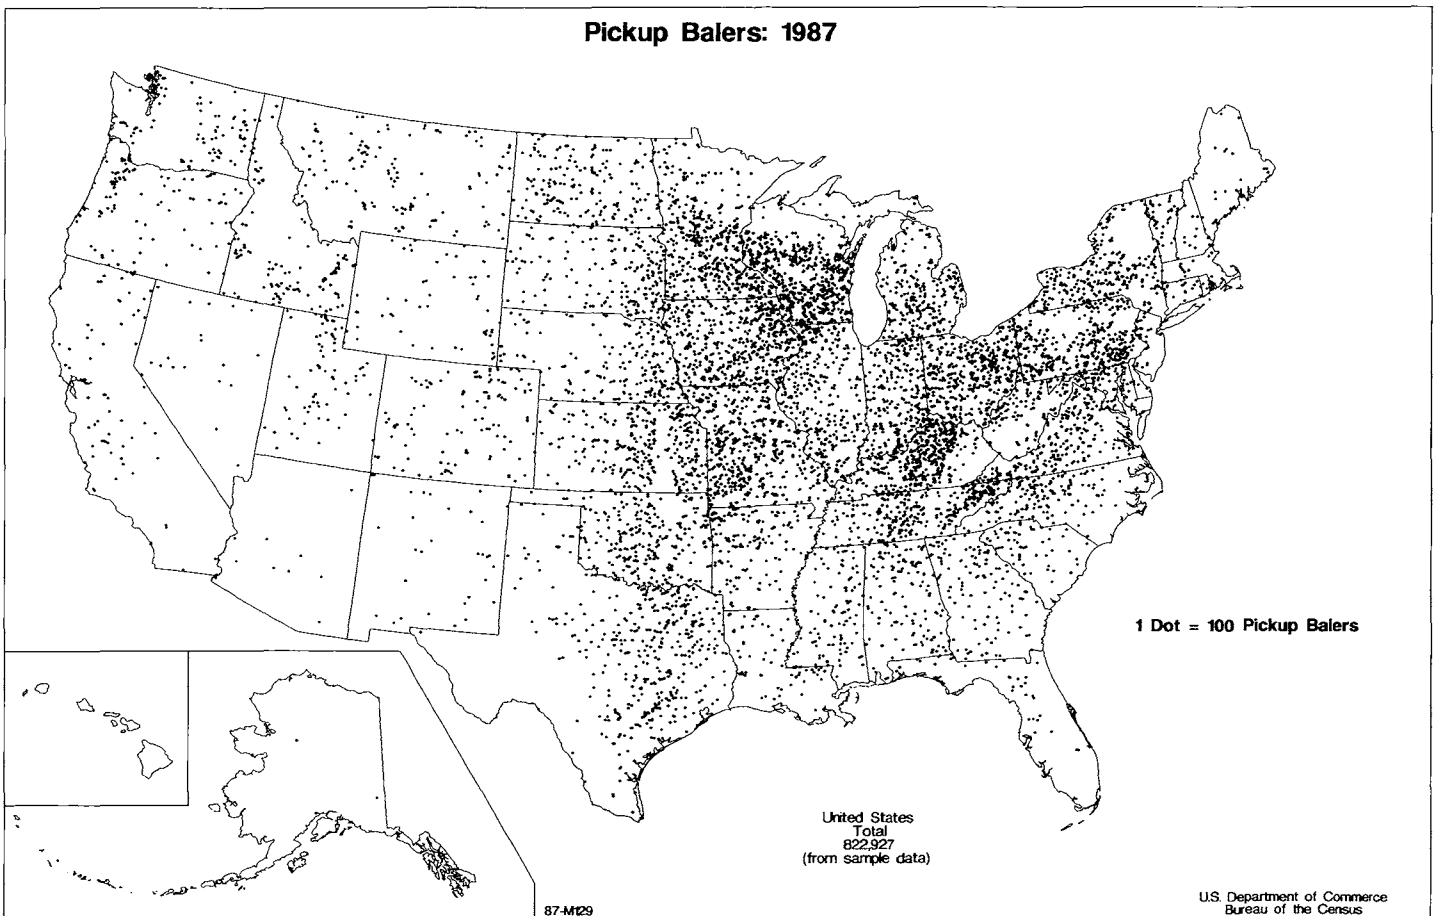 Pickup Balers: 1987
1 Dot = 100 Pickup Balers
United States
Total
822,927
(from sample data)
87-M129
U.S. Department of Commerce
Bureau of the Census